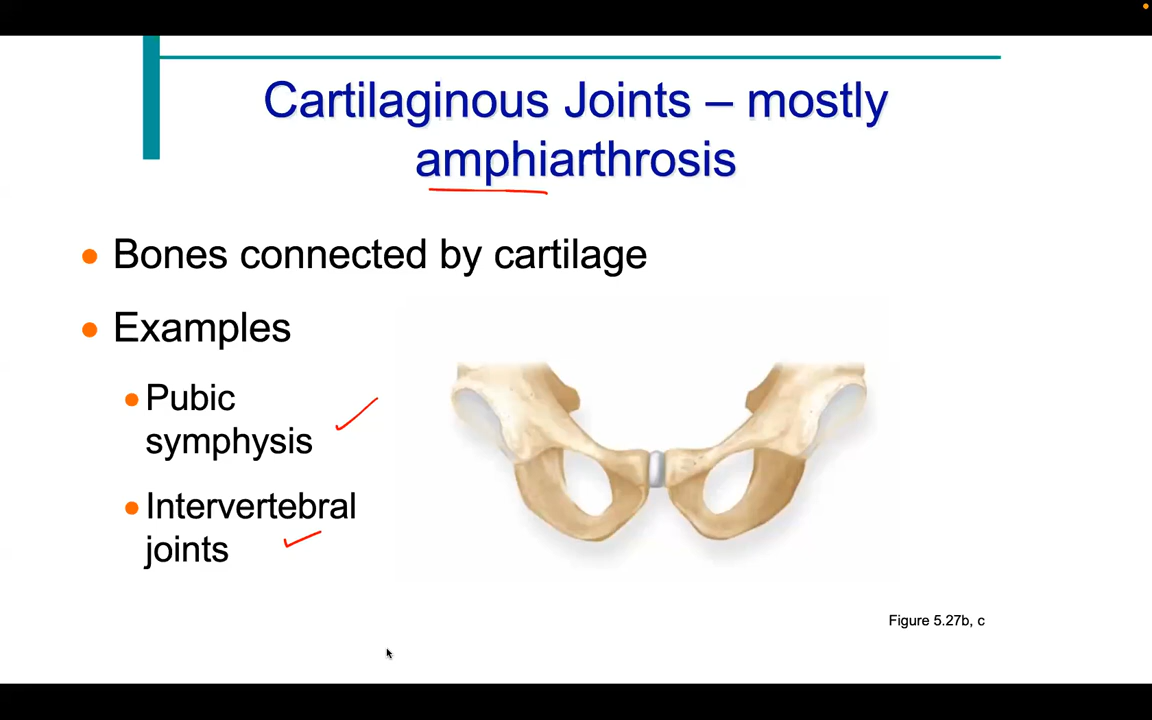 Cartilaginous Joints – mostly
amphiarthrosis
Bones connected by cartilage
Examples
Pubic
symphysis
Intervertebral
joints
Figure 5.27b, c